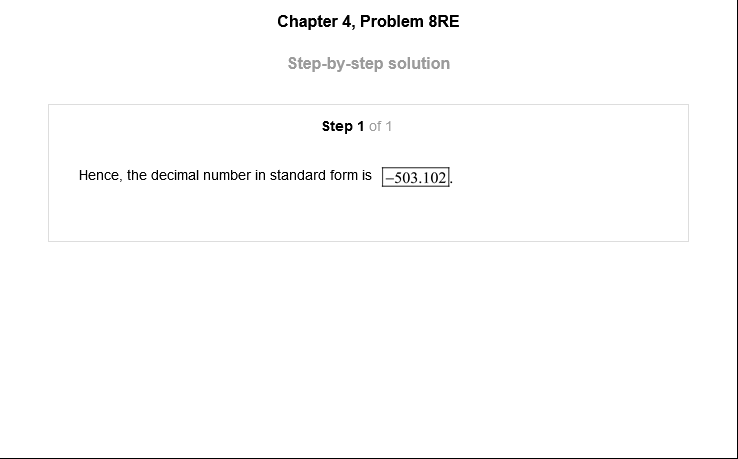 Chapter 4, Problem 8RE
Step-by-step solution
Step 1 of 1
Hence, the decimal number in standard form is –503.102.